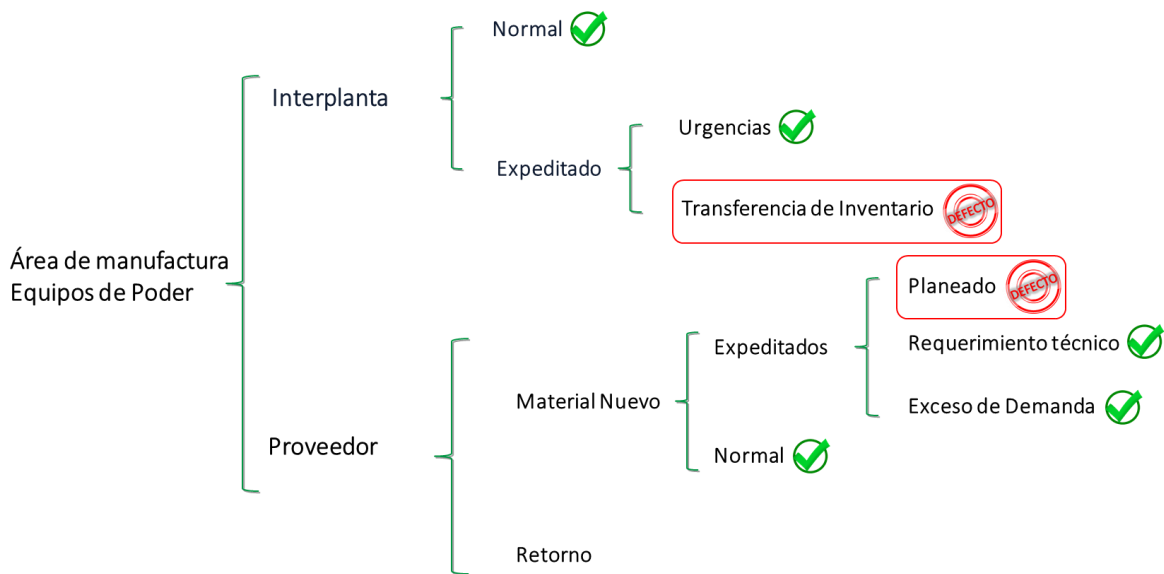 Normal
Interplanta
Urgencias
Expeditado
Transferencia de Inventario
DEFECTO
Área de manufactura
Equipos de Poder
Planeado
DEFECTO
Expeditados
Requerimiento técnico
Material Nuevo
Exceso de Demanda
Proveedor
Normal
Retorno